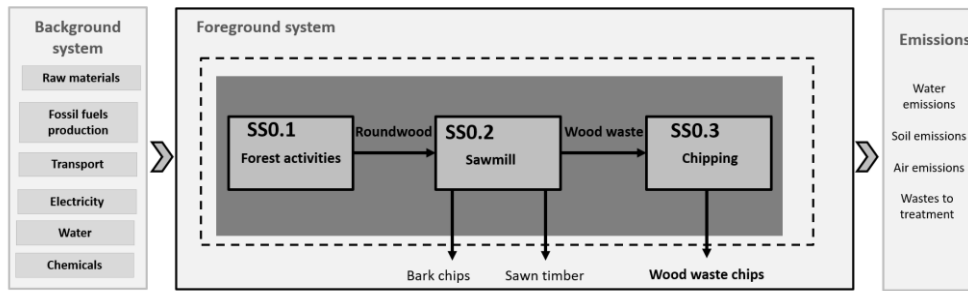 Background
system
Raw materials
Fossil fuels
production
Transport
Electricity
Water
Chemicals
Foreground system
SS0.1
Forest activities
Roundwood
SS0.2
Sawmill
Wood waste
SS0.3
Chipping
Bark chips
Sawn timber
Wood waste chips
Emissions
Water
emissions
Soil emissions
Air emissions
Wastes to
treatment